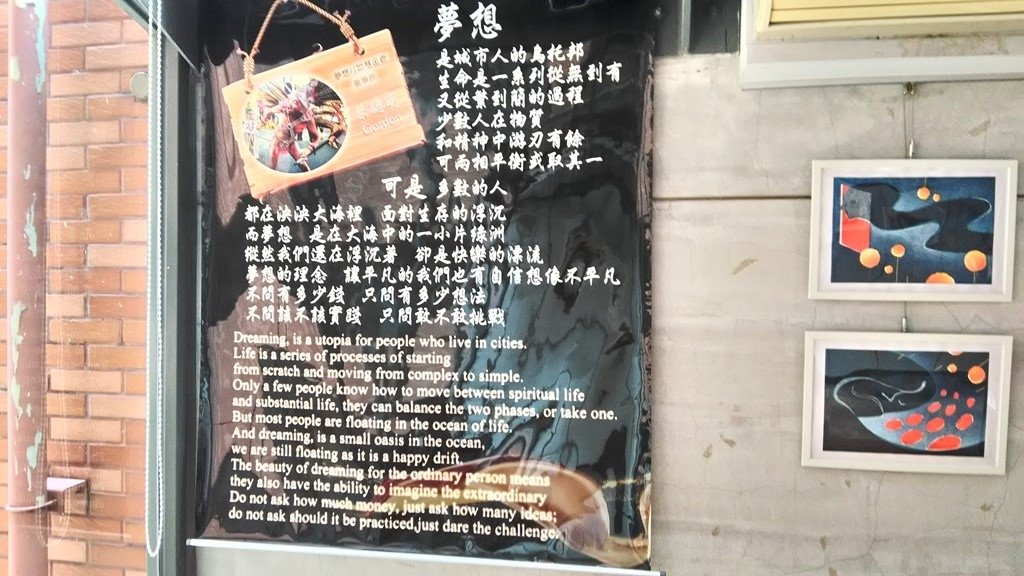 夢想
是城市人的烏托邦
生命是一系列從無到有
又從繁到簡的過程
少數人在物質
和精神中游刃有餘
可兩相平衡或取其一
可是 多數的人
都在泱泱大海裡 面對生存的浮沉
而夢想 是在大海中的一小片綠洲
縱然我們還在浮沉著 卻是快樂的漂流
夢想的理念 讓平凡的我們也有自信想像不平凡
不問有多少錢 只問有多少想法
不問該不該實踐 只問敢不敢挑戰
Dreaming, is a utopia for people who live in cities.
Life is a series of processes of starting
from scratch and moving from complex to simple.
Only a few people know how to move between spiritual life
and substantial life, they can balance the two phases, or take one.
But most people are floating in the ocean of life.
And dreaming, is a small oasis in the ocean,
we are still floating as it is a happy drift.
The beauty of dreaming for the ordinary person means
they also have the ability to imagine the extraordinary
Do not ask how much money, just ask how many ideas;
do not ask should it be practiced,just dare the challenge.